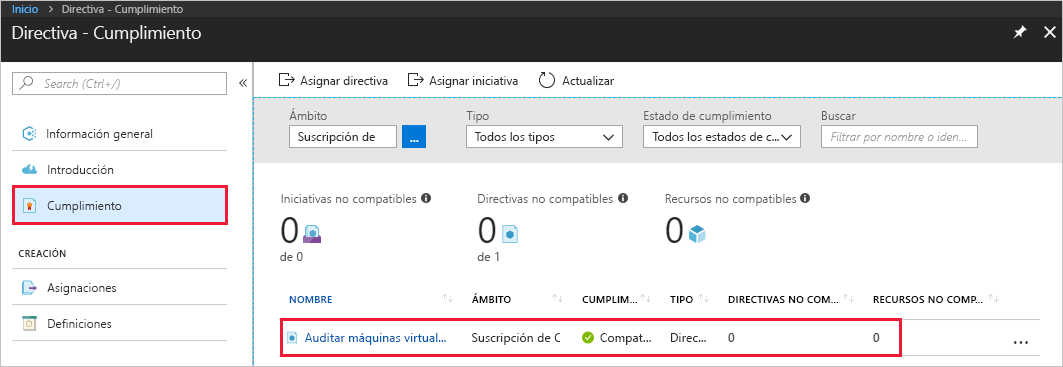 Inicio > Directiva - Cumplimiento
Directiva - Cumplimiento
Search (Ctrl+/)
«
Información general
Introducción
Cumplimiento
CREACIÓN
Asignaciones
Definiciones
Asignar directiva Asignar iniciativa Actualizar
Ámbito Tipo Estado de cumplimiento Buscar
Suscripción de ... Todos los tipos Todos los estados de c... Filtrar por nombre o iden...
Iniciativas no compatibles Directivas no compatibles Recursos no compatibles
0 0 0
de 0 de 1
NOMBRE ÁMBITO CUMPLIM... TIPO DIRECTIVAS NO COM... RECURSOS NO COMP...
Auditar máquinas virtual... Suscripción de C Compat... Direc... 0 0 ...